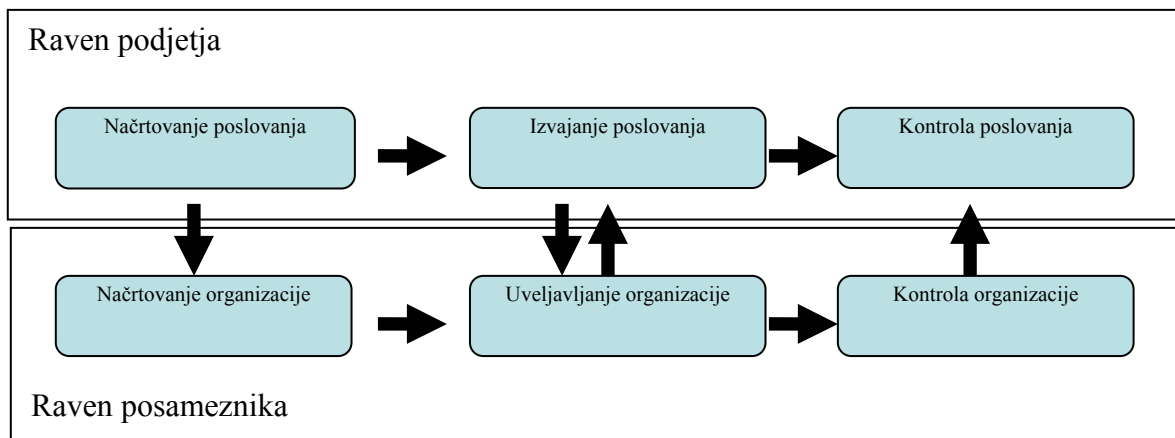 Raven podjetja
Načrtovanje poslovanja
Izvajanje poslovanja
Kontrola poslovanja
Načrtovanje organizacije
Uveljavljanje organizacije
Kontrola organizacije
Raven posameznika